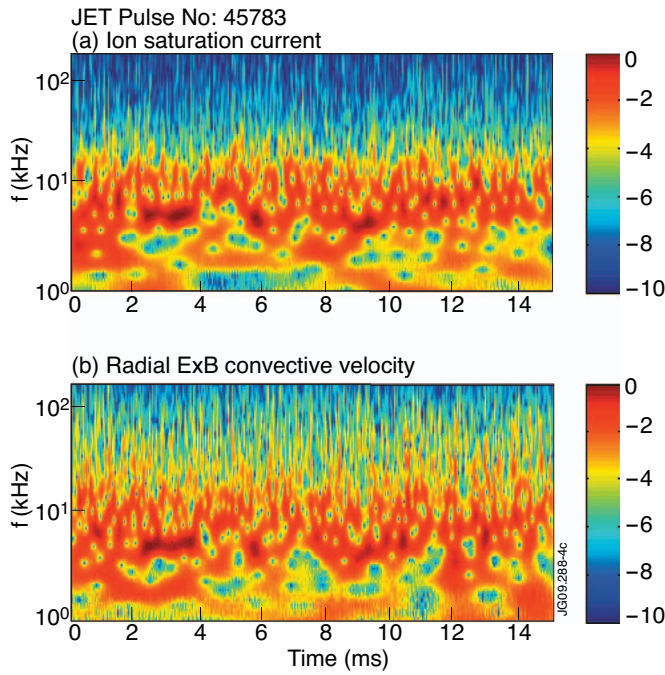 JET Pulse No: 45783
(a) Ion saturation current
10²
10¹
10⁰
f (kHz)
0 2 4 6 8 10 12 14
0
−2
−4
−6
−8
−10
(b) Radial ExB convective velocity
10²
10¹
10⁰
f (kHz)
0 2 4 6 8 10 12 14
Time (ms)
JG09.288-4c
0
−2
−4
−6
−8
−10